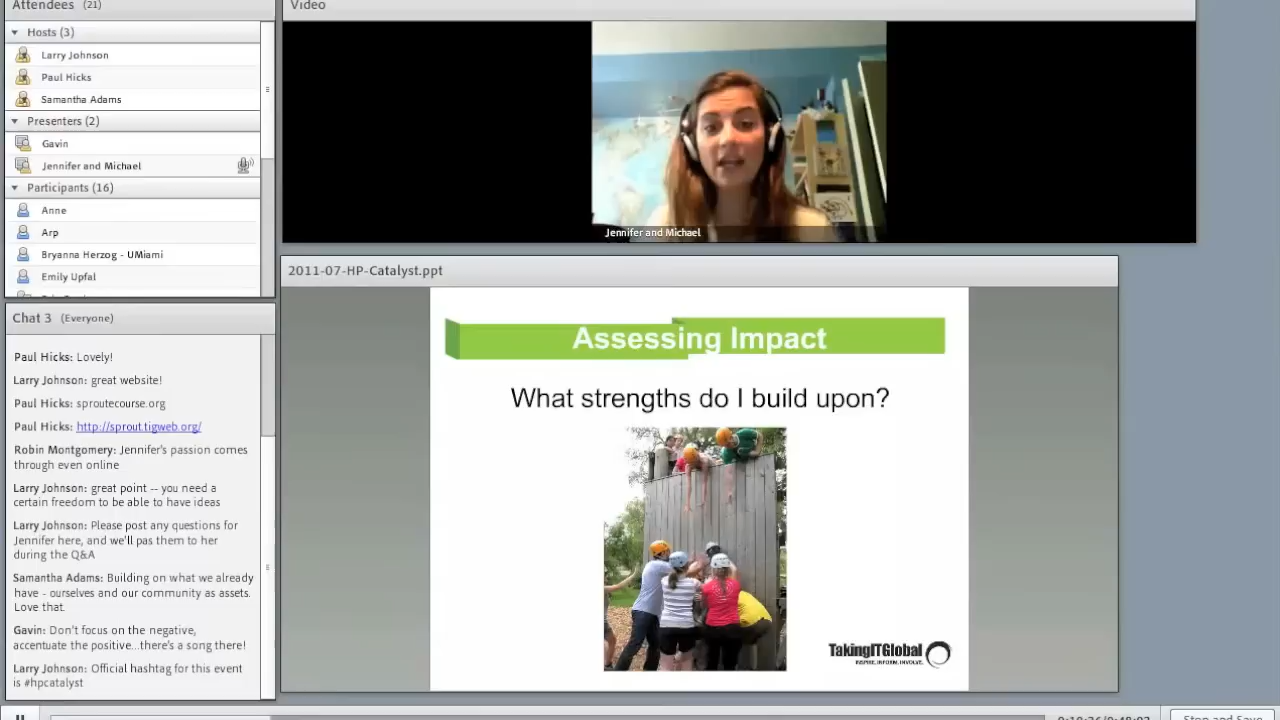 Attendees (21)
Hosts (3)
Larry Johnson
Paul Hicks
Samantha Adams
Presenters (2)
Gavin
Jennifer and Michael
Participants (16)
Anne
Arp
Bryanna Herzog - UMiami
Emily Upfal
Chat 3 (Everyone)
Paul Hicks: Lovely!
Larry Johnson: great website!
Paul Hicks: sproutecourse.org
Paul Hicks: http://sprout.tigweb.org/
Robin Montgomery: Jennifer's passion comes
through even online
Larry Johnson: great point -- you need a
certain freedom to be able to have ideas
Larry Johnson: Please post any questions for
Jennifer here, and we'll pas them to her
during the Q&A
Samantha Adams: Building on what we already
have - ourselves and our community as assets.
Love that.
Gavin: Don't focus on the negative,
accentuate the positive...there's a song there!
Larry Johnson: Official hashtag for this event
is #hpcatalyst
Video
Jennifer and Michael
2011-07-HP-Catalyst.ppt
Assessing Impact
What strengths do I build upon?
TakingITGlobal
INSPIRE. INFORM. INVOLVE.
Stop and Save